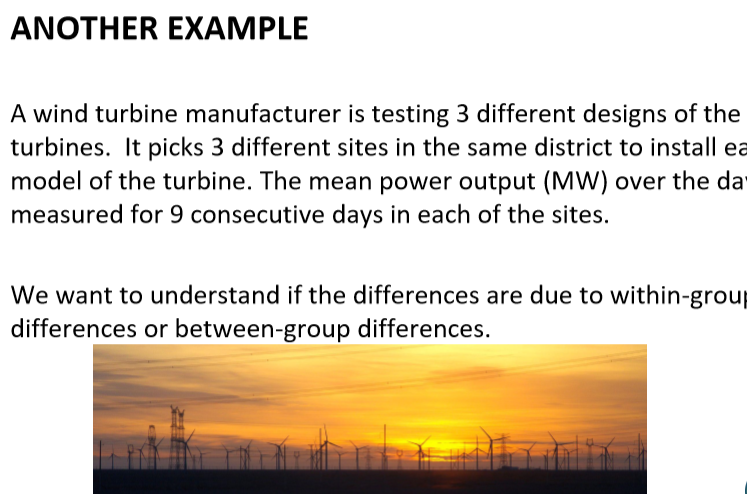 ANOTHER EXAMPLE
A wind turbine manufacturer is testing 3 different designs of the
turbines. It picks 3 different sites in the same district to install
model of the turbine. The mean power output (MW) over the
measured for 9 consecutive days in each of the sites.
We want to understand if the differences are due to
differences or between-group differences.